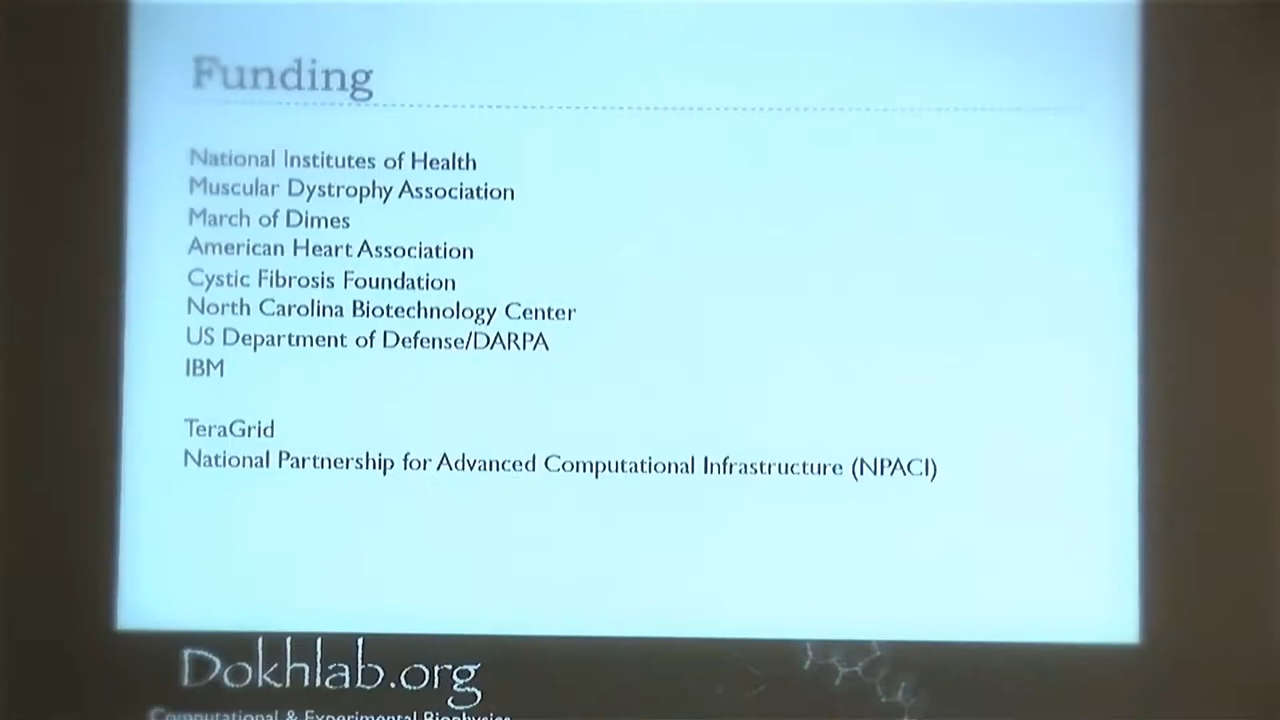 Funding
National Institutes of Health
Muscular Dystrophy Association
March of Dimes
American Heart Association
Cystic Fibrosis Foundation
North Carolina Biotechnology Center
US Department of Defense/DARPA
IBM
TeraGrid
National Partnership for Advanced Computational Infrastructure (NPACI)
Dokhlab.org
Computational & Experimental Biophysics